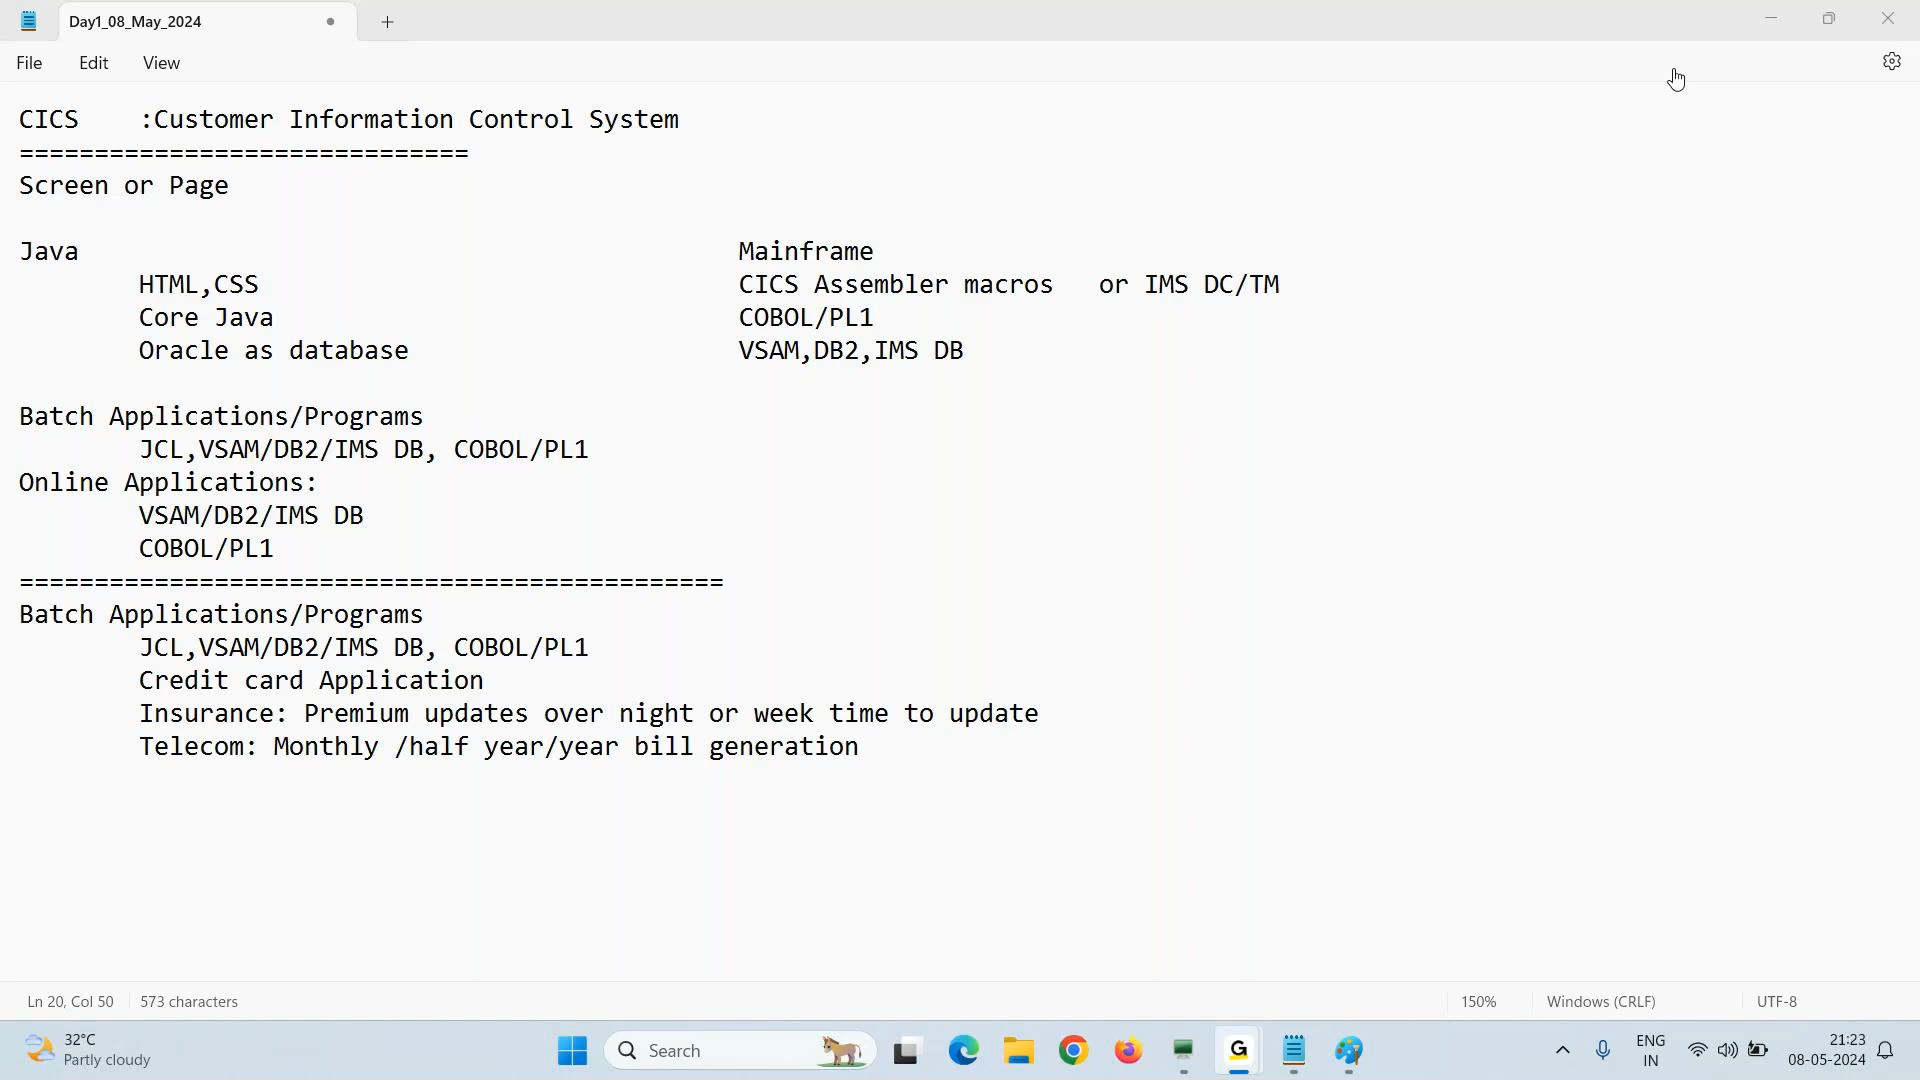 Day1_08_May_2024
File Edit View
CICS :Customer Information Control System
==============================
Screen or Page
Java Mainframe
HTML,CSS CICS Assembler macros or IMS DC/TM
Core Java COBOL/PL1
Oracle as database VSAM,DB2,IMS DB
Batch Applications/Programs
JCL,VSAM/DB2/IMS DB, COBOL/PL1
Online Applications:
VSAM/DB2/IMS DB
COBOL/PL1
===============================================
Batch Applications/Programs
JCL,VSAM/DB2/IMS DB, COBOL/PL1
Credit card Application
Insurance: Premium updates over night or week time to update
Telecom: Monthly /half year/year bill generation
Ln 20, Col 50 573 characters 150% Windows (CRLF) UTF-8
32°C
Partly cloudy
Search
G
ENG
IN
21:23
08-05-2024